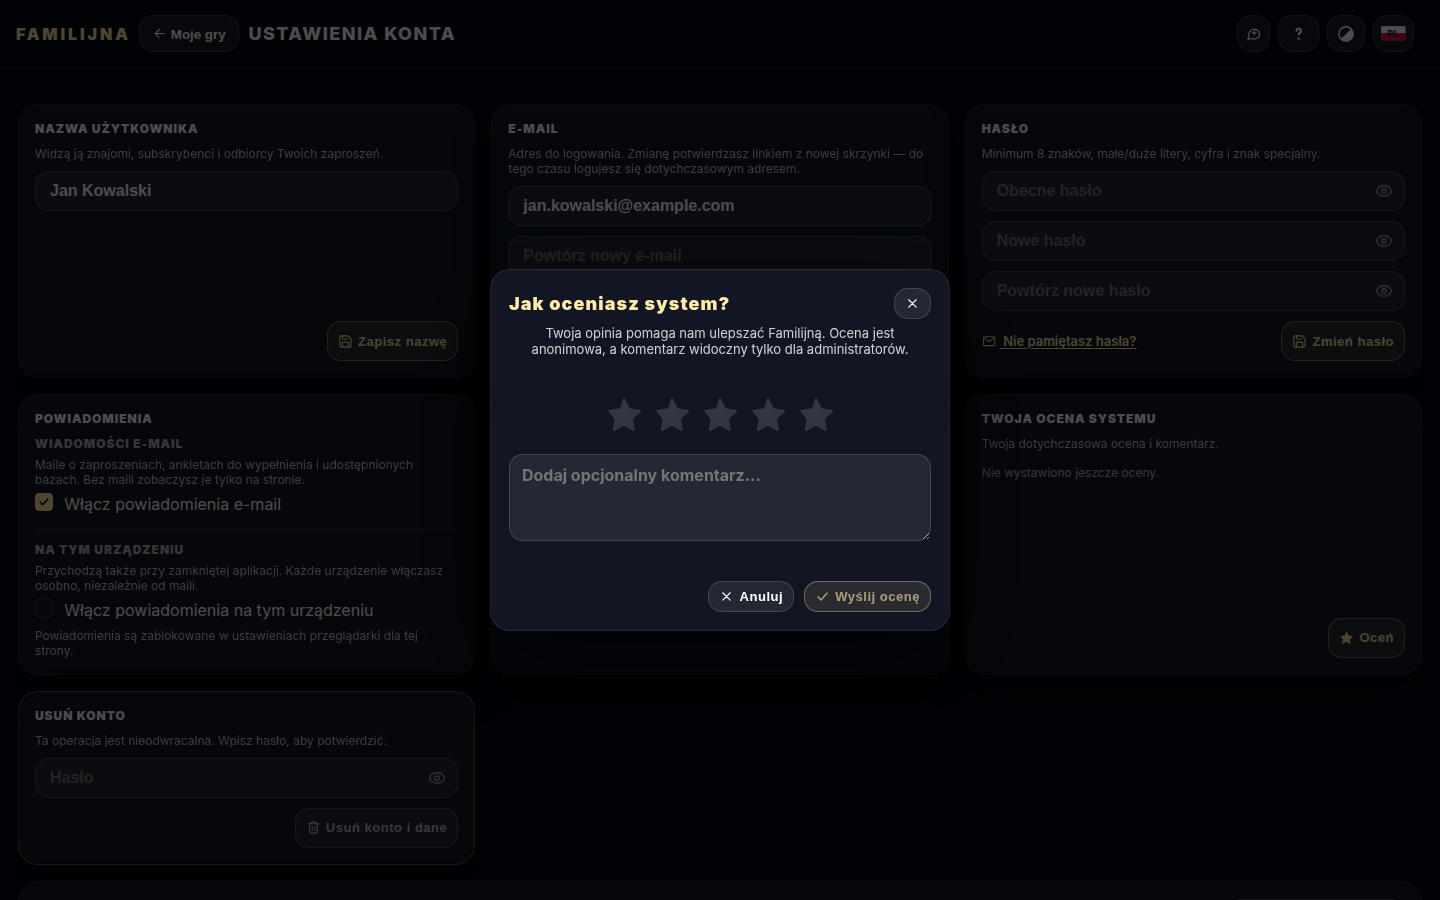 FAMILIJNA
Moje gry
USTAWIENIA KONTA
?
PL
NAZWA UŻYTKOWNIKA
Widzą ją znajomi, subskrybenci i odbiorcy Twoich zaproszeń.
Jan Kowalski
Zapisz nazwę
E-MAIL
Adres do logowania. Zmianę potwierdzasz linkiem z nowej skrzynki — do
tego czasu logujesz się dotychczasowym adresem.
jan.kowalski@example.com
Powtórz nowy e-mail
HASŁO
Minimum 8 znaków, małe/duże litery, cyfra i znak specjalny.
Obecne hasło
Nowe hasło
Powtórz nowe hasło
Nie pamiętasz hasła?
Zmień hasło
Jak oceniasz system?
Twoja opinia pomaga nam ulepszać Familijną. Ocena jest
anonimowa, a komentarz widoczny tylko dla administratorów.
Dodaj opcjonalny komentarz...
Anuluj
Wyślij ocenę
POWIADOMIENIA
WIADOMOŚCI E-MAIL
Maile o zaproszeniach, ankietach do wypełnienia i udostępnionych
bazach. Bez maili zobaczysz je tylko na stronie.
Włącz powiadomienia e-mail
NA TYM URZĄDZENIU
Przychodzą także przy zamkniętej aplikacji. Każde urządzenie włączasz
osobno, niezależnie od maili.
Włącz powiadomienia na tym urządzeniu
Powiadomienia są zablokowane w ustawieniach przeglądarki dla tej
strony.
TWOJA OCENA SYSTEMU
Twoja dotychczasowa ocena i komentarz.
Nie wystawiono jeszcze oceny.
Oceń
USUŃ KONTO
Ta operacja jest nieodwracalna. Wpisz hasło, aby potwierdzić.
Hasło
Usuń konto i dane